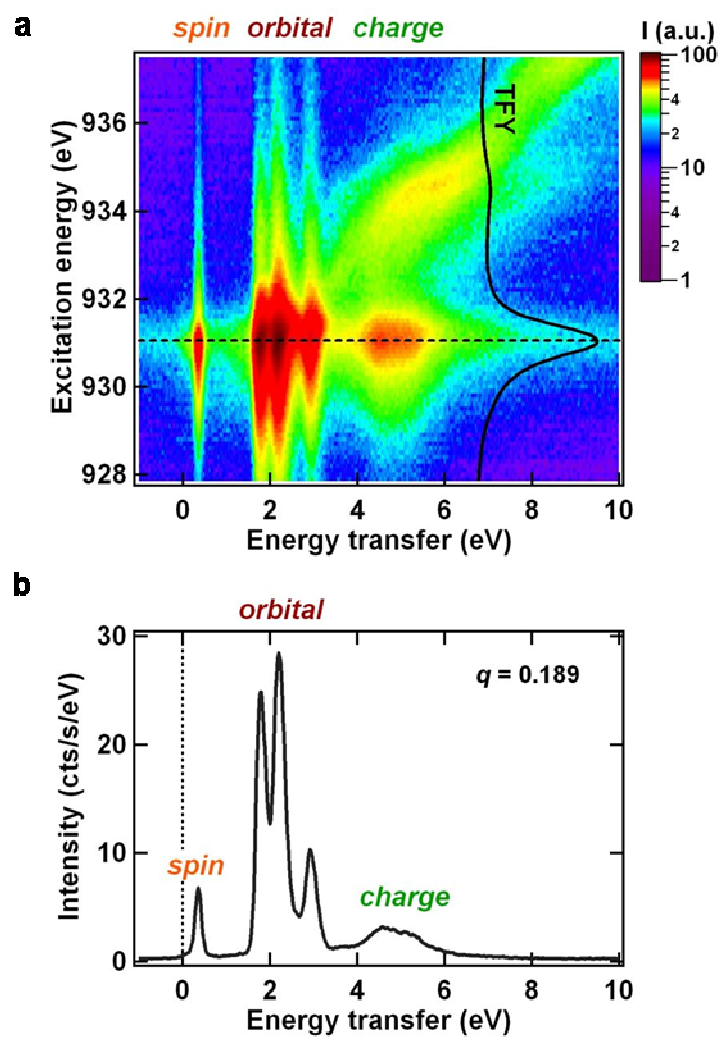 a
spin orbital charge
I (a.u.)
Excitation energy (eV)
936
934
932
930
928
TFY
100
4
2
10
4
2
1
0 2 4 6 8 10
Energy transfer (eV)
b
orbital
Intensity (cts/s/eV)
30
20
10
0
q = 0.189
spin
charge
0 2 4 6 8 10
Energy transfer (eV)